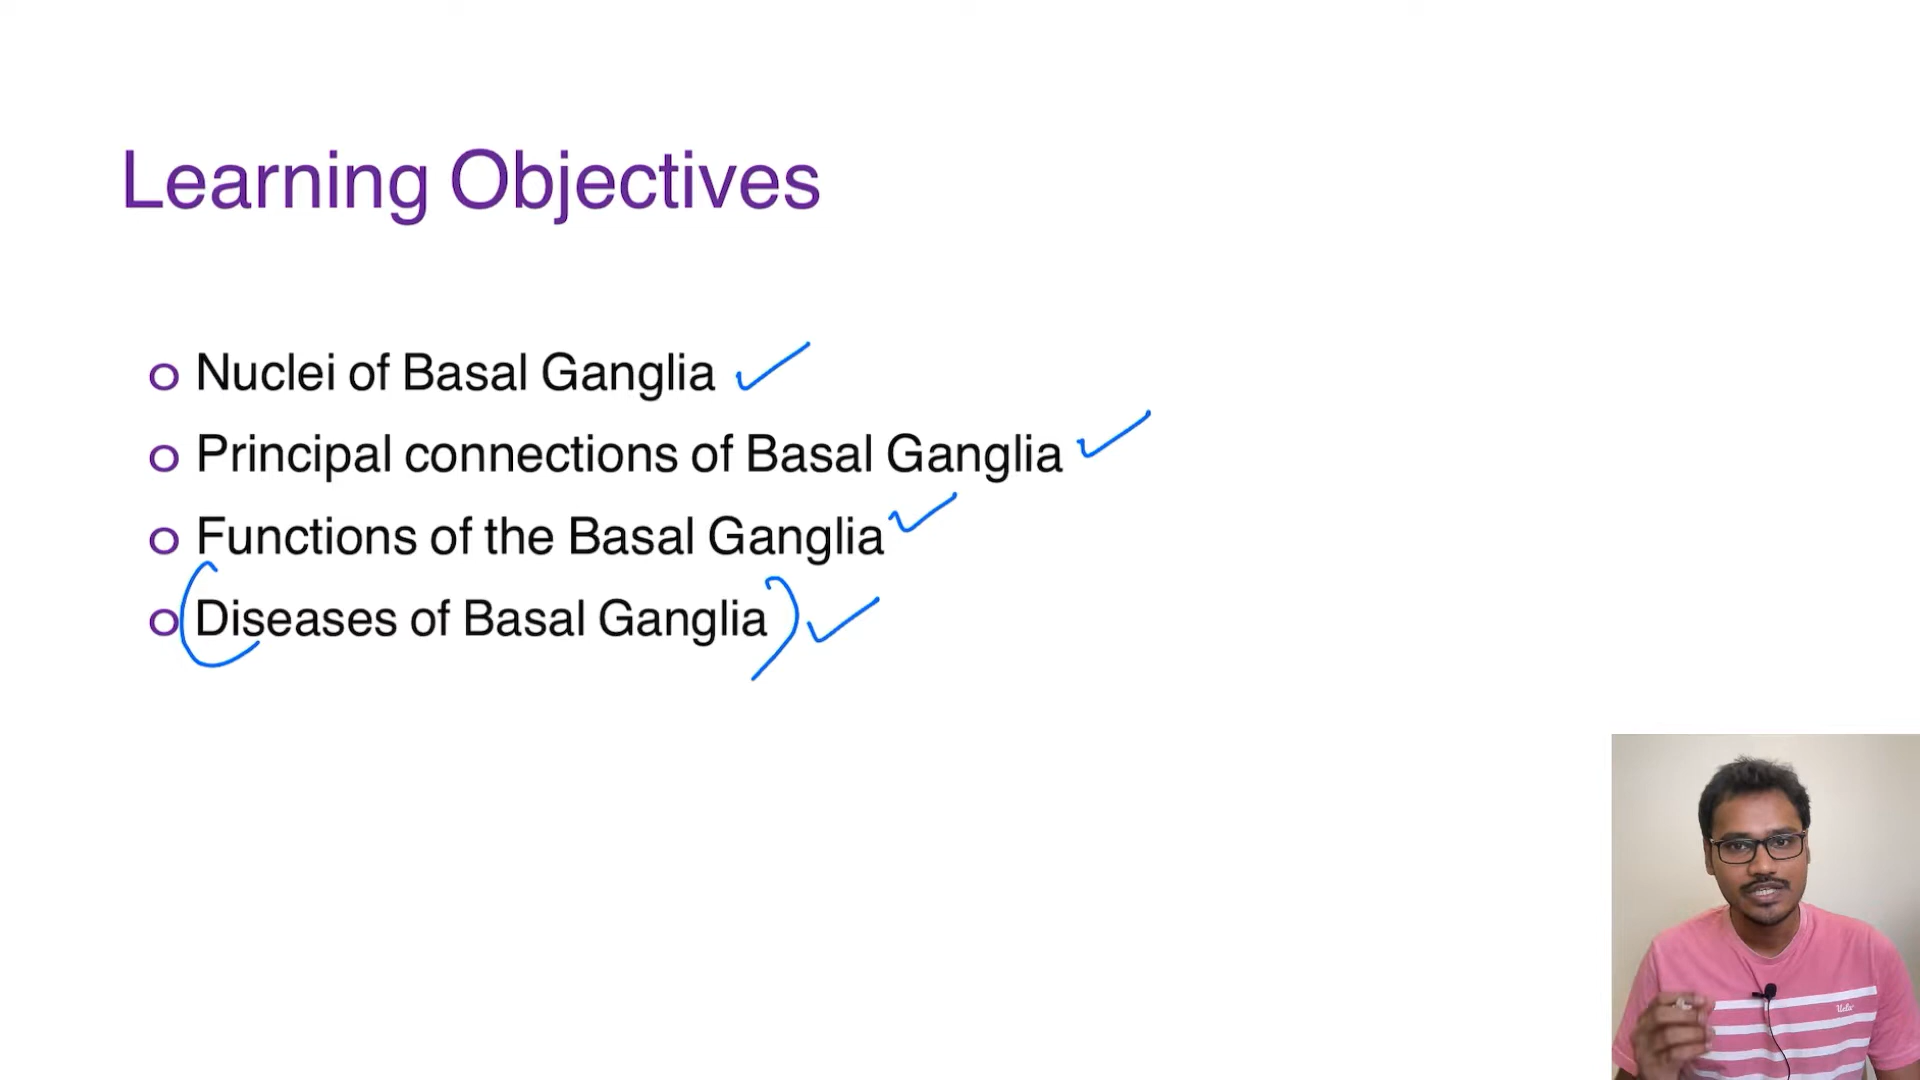 Learning Objectives
Nuclei of Basal Ganglia
Principal connections of Basal Ganglia
Functions of the Basal Ganglia
Diseases of Basal Ganglia